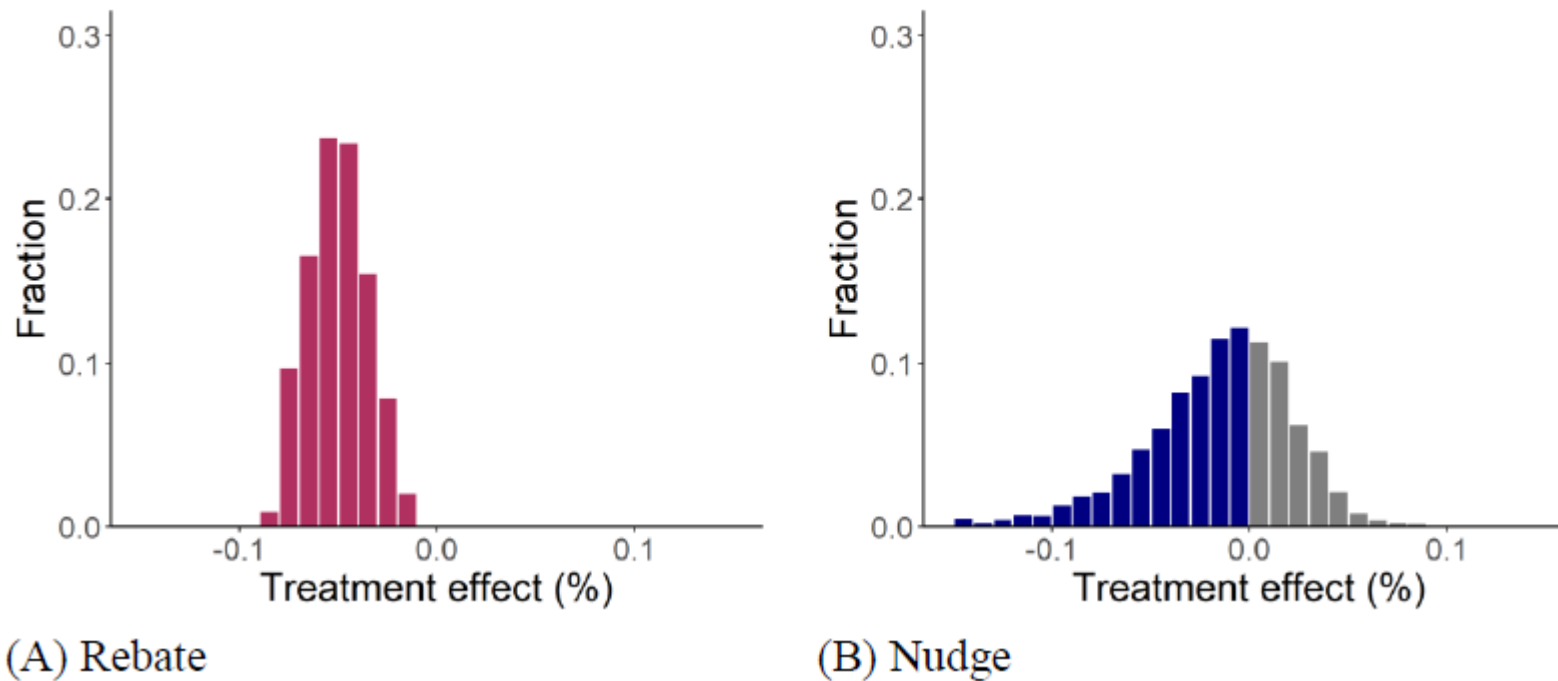 0.3
0.2
0.1
0.0
Fraction
-0.1 0.0 0.1
Treatment effect (%)
(A) Rebate
0.3
0.2
0.1
0.0
Fraction
-0.1 0.0 0.1
Treatment effect (%)
(B) Nudge